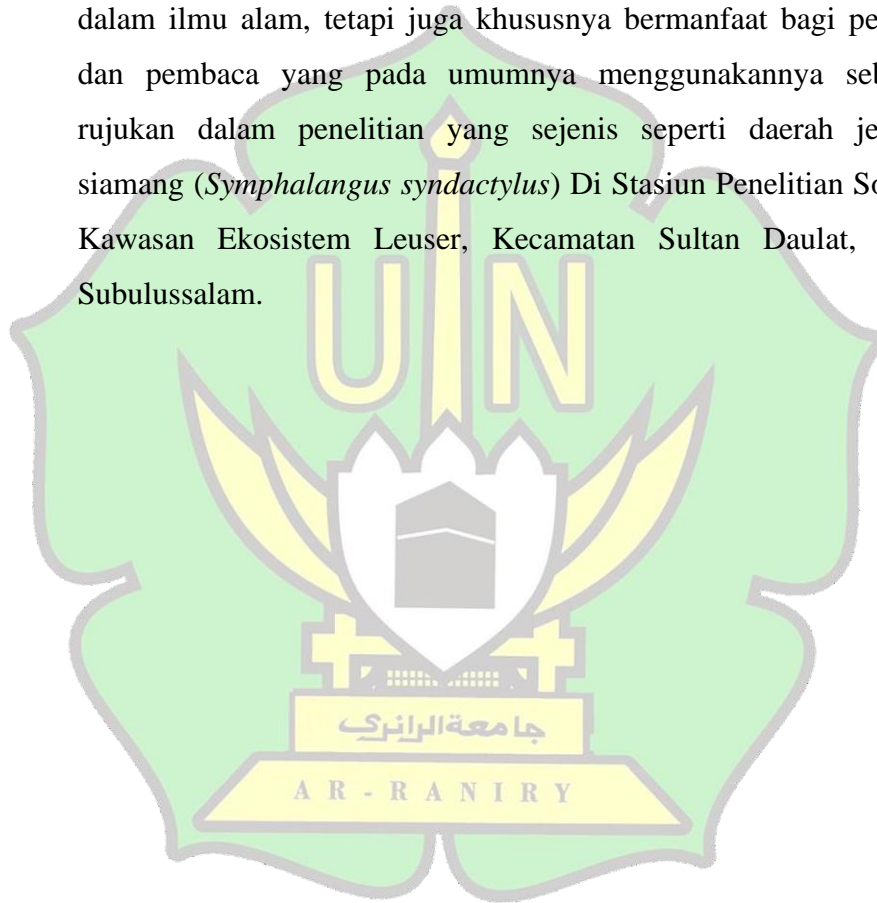 dalam ilmu alam, tetapi juga khususnya bermanfaat bagi pe
dan pembaca yang pada umumnya menggunakannya seb
rujukan dalam penelitian yang sejenis seperti daerah je
siamang (Symphalangus syndactylus) Di Stasiun Penelitian So
Kawasan Ekosistem Leuser, Kecamatan Sultan Daulat,
Subulussalam.
UIN
جامعة الرانري
AR-RANIRY